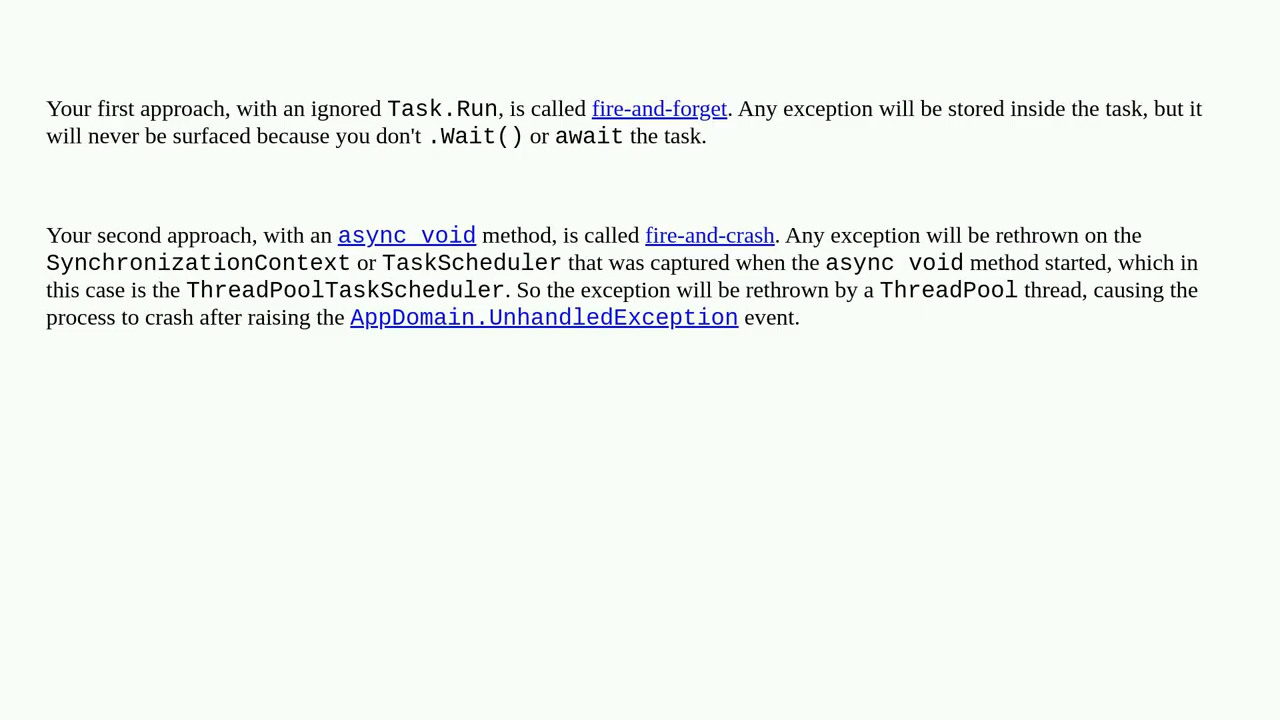 Your first approach, with an ignored Task.Run, is called fire-and-forget. Any exception will be stored inside the task, but it
will never be surfaced because you don't .Wait() or await the task.
Your second approach, with an async void method, is called fire-and-crash. Any exception will be rethrown on the
SynchronizationContext or TaskScheduler that was captured when the async void method started, which in
this case is the ThreadPoolTaskScheduler. So the exception will be rethrown by a ThreadPool thread, causing the
process to crash after raising the AppDomain.UnhandledException event.